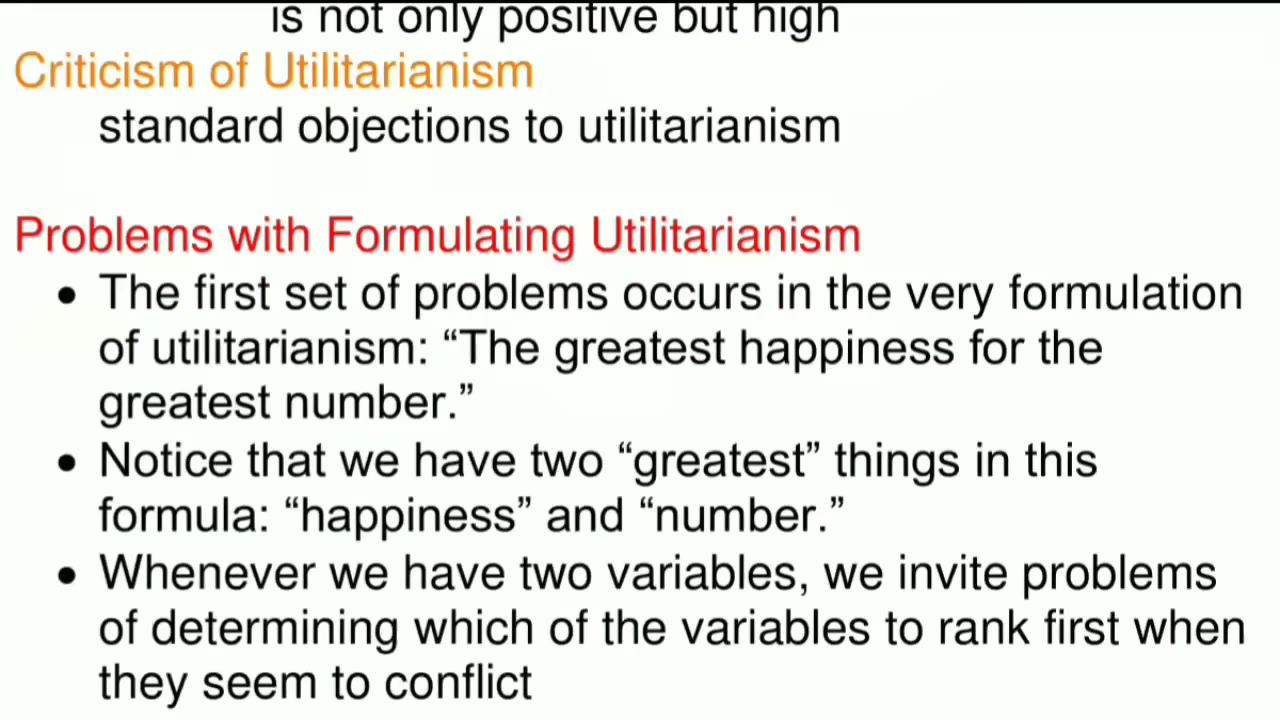 is not only positive but high
Criticism of Utilitarianism
standard objections to utilitarianism
Problems with Formulating Utilitarianism
• The first set of problems occurs in the very formulation
of utilitarianism: “The greatest happiness for the
greatest number.”
• Notice that we have two “greatest” things in this
formula: “happiness” and “number.”
• Whenever we have two variables, we invite problems
of determining which of the variables to rank first when
they seem to conflict